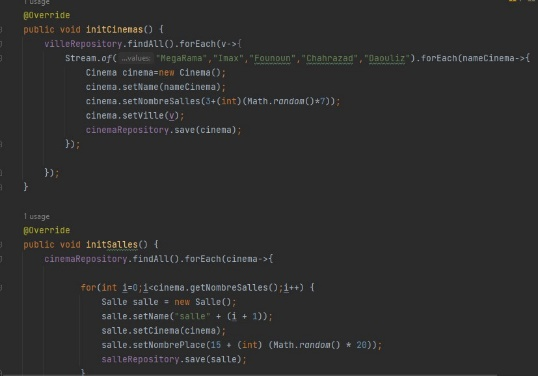 1 usage
@Override
public void initCinemas() {
villeRepository.findAll().forEach(v->{
Stream.of( ...values: "MegaRama","Imax","Founoun","Chahrazad","Daouliz").forEach(nameCinema->{
Cinema cinema=new Cinema();
cinema.setName(nameCinema);
cinema.setNombreSalles(3+(int)(Math.random()*7));
cinema.setVille(v);
cinemaRepository.save(cinema);
});
});
}
1 usage
@Override
public void initSalles() {
cinemaRepository.findAll().forEach(cinema->{
for(int i=0;i<cinema.getNombreSalles();i++) {
Salle salle = new Salle();
salle.setName("salle" + (i + 1));
salle.setCinema(cinema);
salle.setNombrePlace(15 + (int) (Math.random() * 20));
salleRepository.save(salle);
}